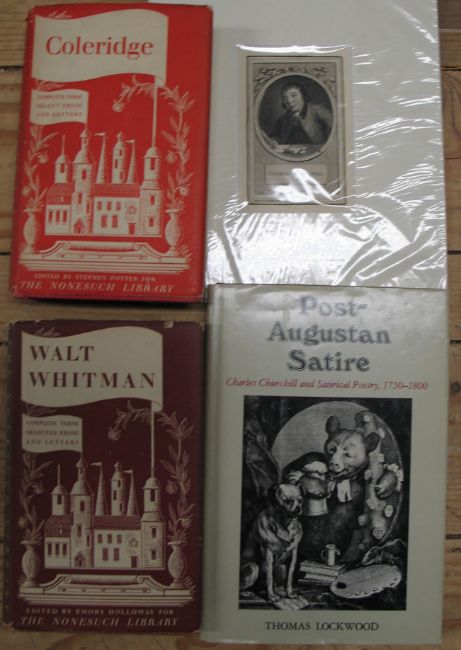 Coleridge
COMPLETE VERSE
SELECT PROSE
AND LETTERS
EDITED BY STEPHEN POTTER FOR
THE NONESUCH LIBRARY
WALT
WHITMAN
COMPLETE VERSE
SELECTED PROSE
AND LETTERS
EDITED BY EMORY HOLLOWAY FOR
THE NONESUCH LIBRARY
Post-
Augustan
Satire
Charles Churchill and Satirical Poetry, 1750–1800
THOMAS LOCKWOOD